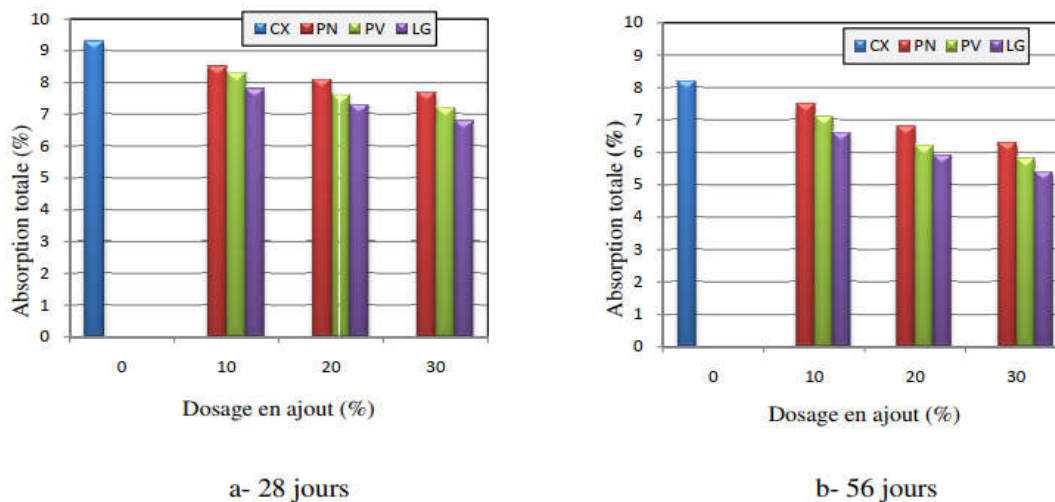 CX PN PV LG
10
9
8
7
6
5
4
3
2
1
0
Absorption totale (%)
0 10 20 30
Dosage en ajout (%)
a- 28 jours
CX PN PV LG
10
9
8
7
6
5
4
3
2
1
0
Absorption totale (%)
0 10 20 30
Dosage en ajout (%)
b- 56 jours